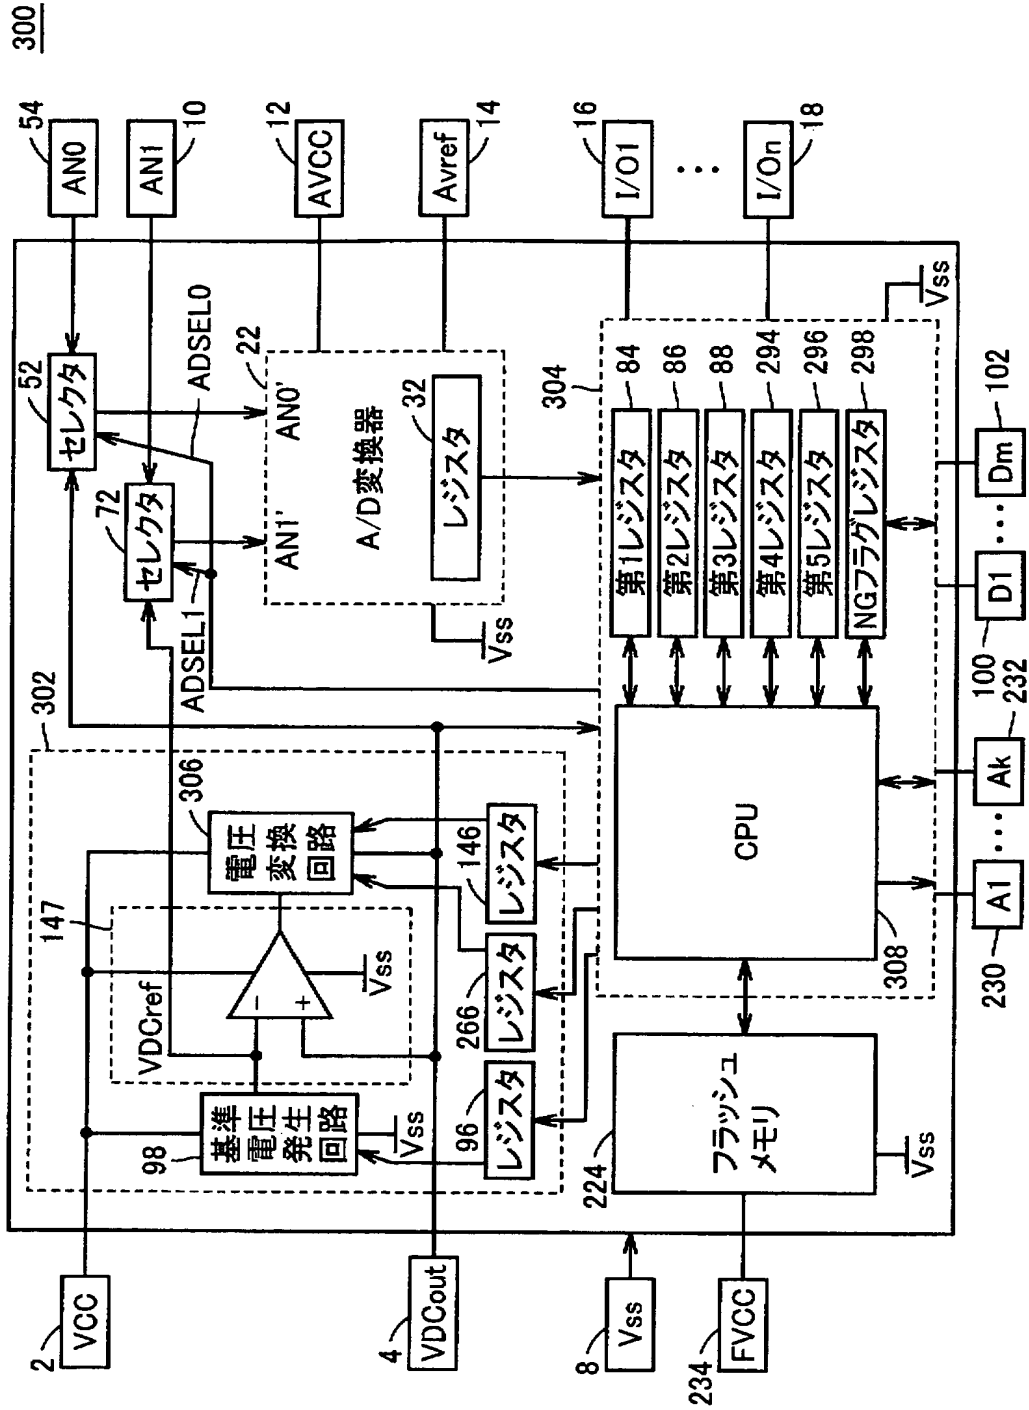 300
2
VCC
4
VDCout
8
Vss
234
FVCC
302
147
VDCref
98
基準
電圧
発生
回路
Vss
Vss
306
電圧
変換
回路
96
レジスタ
266
レジスタ
146
レジスタ
52
セレクタ
72
セレクタ
ADSEL0
ADSEL1
54
AN0
10
AN1
12
AVCC
14
Avref
22
AN0'
AN1'
A/D変換器
32
レジスタ
Vss
304
第1レジスタ
84
第2レジスタ
86
第3レジスタ
88
第4レジスタ
294
第5レジスタ
296
NGフラグレジスタ
298
CPU
308
224
フラッシュ
メモリ
Vss
16
I/O1
•••
I/On
18
Vss
230
A1
•••
Ak
232
100
D1
•••
Dm
102